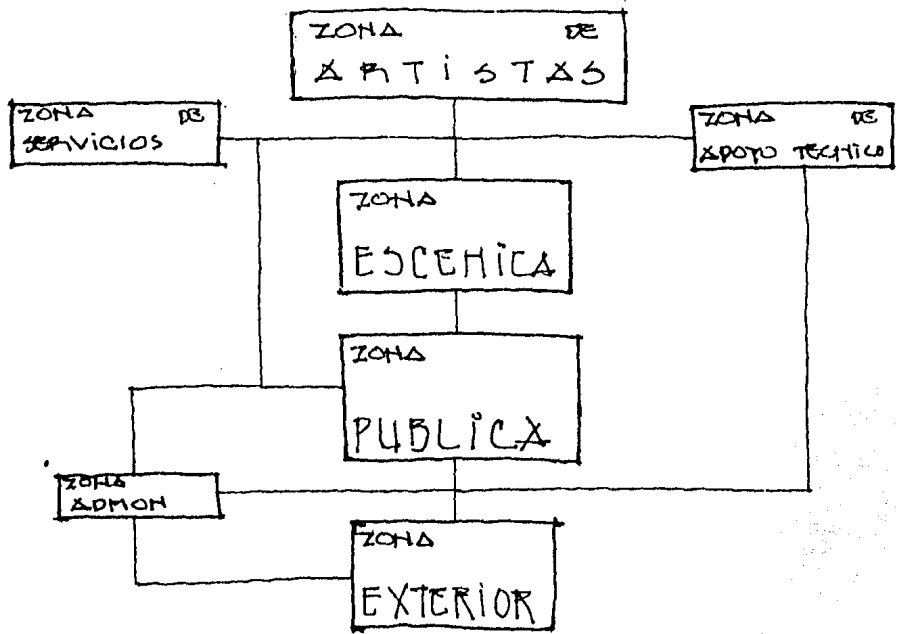 ZONA DE
ARTISTAS
ZONA DE
SERVICIOS
ZONA DE
APOYO TECNICO
ZONA
ESCENICA
ZONA
PUBLICA
ZONA
ADMON
ZONA
EXTERIOR